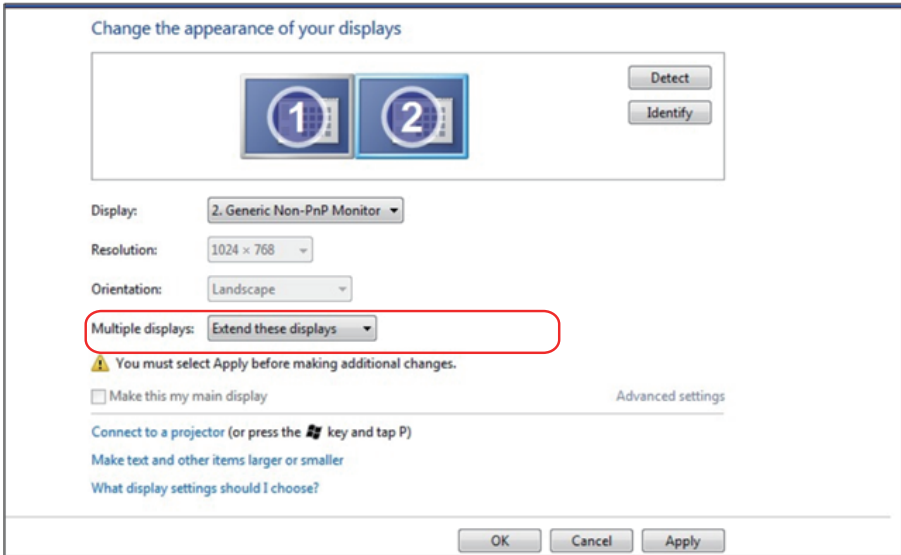 Change the appearance of your displays
1 2
Detect
Identify
Display: 2. Generic Non-PnP Monitor
Resolution: 1024 × 768
Orientation: Landscape
Multiple displays: Extend these displays
You must select Apply before making additional changes.
Make this my main display Advanced settings
Connect to a projector (or press the key and tap P)
Make text and other items larger or smaller
What display settings should I choose?
OK Cancel Apply